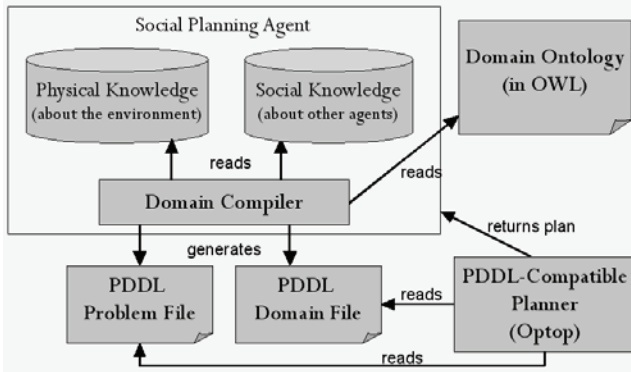 Social Planning Agent
Physical Knowledge
(about the environment)
Social Knowledge
(about other agents)
Domain Ontology
(in OWL)
reads
reads
Domain Compiler
generates
returns plan
PDDL
Problem File
PDDL
Domain File
reads
PDDL-Compatible
Planner
(Optop)
reads